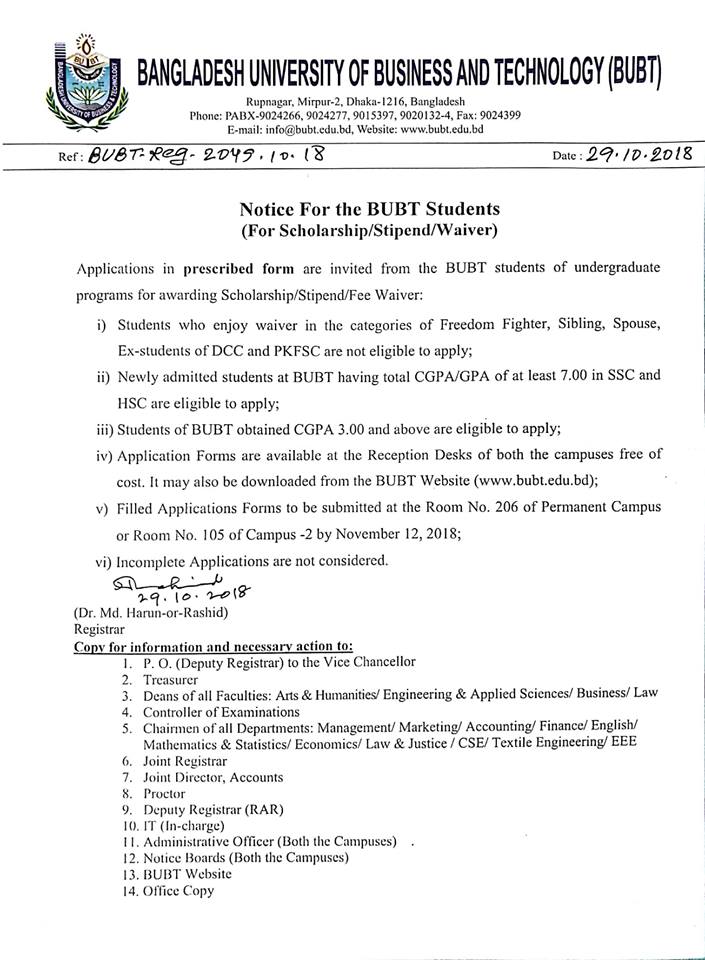 BUBT
BANGLADESH UNIVERSITY OF BUSINESS & TECHNOLOGY
BANGLADESH UNIVERSITY OF BUSINESS AND TECHNOLOGY (BUBT)
Rupnagar, Mirpur-2, Dhaka-1216, Bangladesh
Phone: PABX-9024266, 9024277, 9015397, 9020132-4, Fax: 9024399
E-mail: info@bubt.edu.bd, Website: www.bubt.edu.bd
Ref : BUBT-Reg-2049.10.18 Date : 29.10.2018
Notice For the BUBT Students
(For Scholarship/Stipend/Waiver)
Applications in prescribed form are invited from the BUBT students of undergraduate
programs for awarding Scholarship/Stipend/Fee Waiver:
i) Students who enjoy waiver in the categories of Freedom Fighter, Sibling, Spouse,
Ex-students of DCC and PKFSC are not eligible to apply;
ii) Newly admitted students at BUBT having total CGPA/GPA of at least 7.00 in SSC and
HSC are eligible to apply;
iii) Students of BUBT obtained CGPA 3.00 and above are eligible to apply;
iv) Application Forms are available at the Reception Desks of both the campuses free of
cost. It may also be downloaded from the BUBT Website (www.bubt.edu.bd);
v) Filled Applications Forms to be submitted at the Room No. 206 of Permanent Campus
or Room No. 105 of Campus -2 by November 12, 2018;
vi) Incomplete Applications are not considered.
29.10.2018
(Dr. Md. Harun-or-Rashid)
Registrar
Copy for information and necessary action to:
1. P. O. (Deputy Registrar) to the Vice Chancellor
2. Treasurer
3. Deans of all Faculties: Arts & Humanities/ Engineering & Applied Sciences/ Business/ Law
4. Controller of Examinations
5. Chairmen of all Departments: Management/ Marketing/ Accounting/ Finance/ English/
Mathematics & Statistics/ Economics/ Law & Justice / CSE/ Textile Engineering/ EEE
6. Joint Registrar
7. Joint Director, Accounts
8. Proctor
9. Deputy Registrar (RAR)
10. IT (In-charge)
11. Administrative Officer (Both the Campuses) .
12. Notice Boards (Both the Campuses)
13. BUBT Website
14. Office Copy